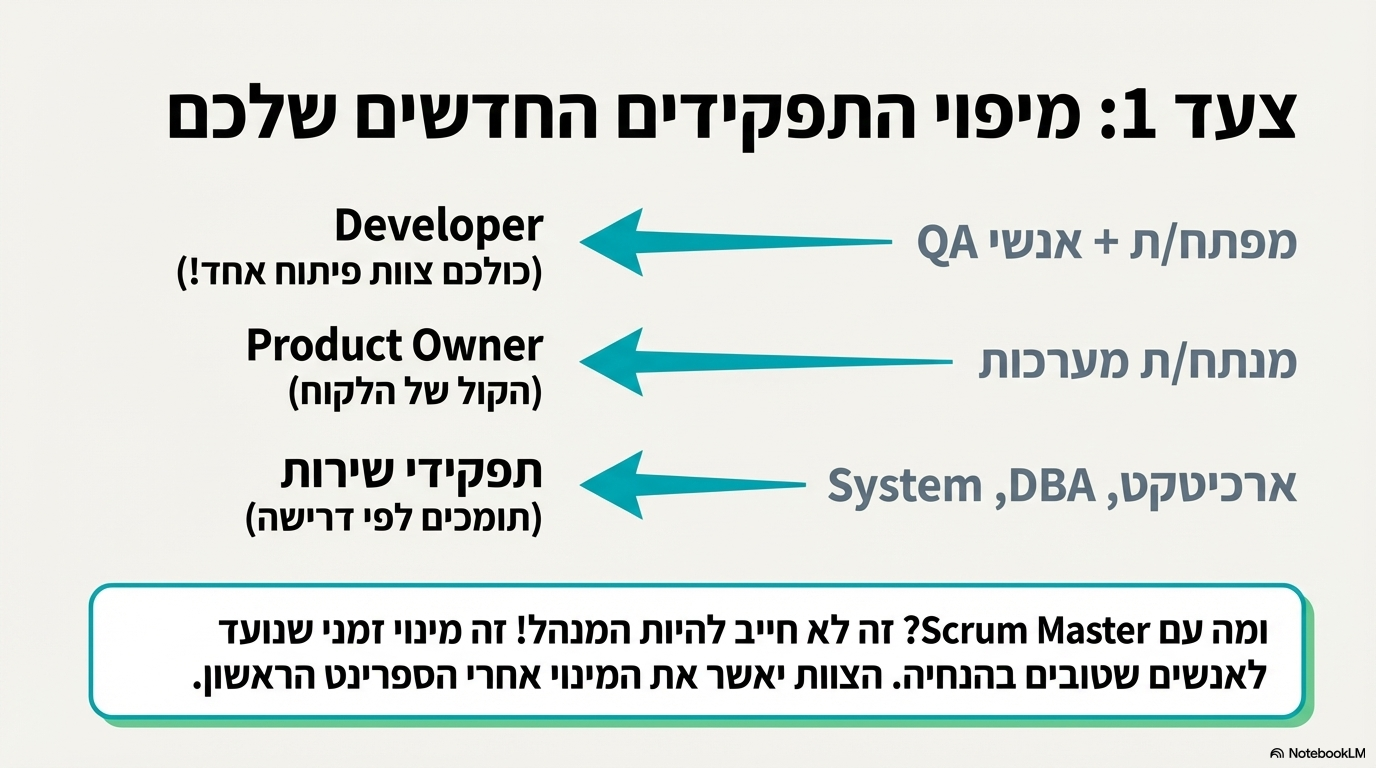 צעד 1: מיפוי התפקידים החדשים שלכם
מפתח/ת + אנשי QA
Developer
(כולכם צוות פיתוח אחד!)
מנתח/ת מערכות
Product Owner
(הקול של הלקוח)
ארכיטקט, DBA, System
תפקידי שירות
(תומכים לפי דרישה)
ומה עם Scrum Master? זה לא חייב להיות המנהל! זה מינוי זמני שנועד
לאנשים שטובים בהנחיה. הצוות יאשר את המינוי אחרי הספרינט הראשון.
NotebookLM